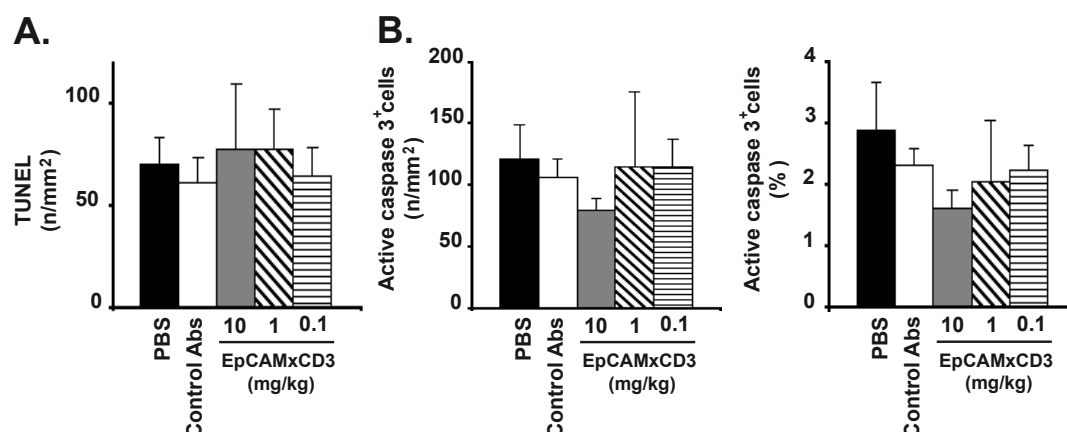 A.
TUNEL
(n/mm²)
100
50
0
PBS
Control Abs
10 1 0.1
EpCAMxCD3
(mg/kg)
B.
Active caspase 3⁺cells
(n/mm²)
200
150
100
50
0
PBS
Control Abs
10 1 0.1
EpCAMxCD3
(mg/kg)
Active caspase 3⁺cells
(%)
4
3
2
1
0
PBS
Control Abs
10 1 0.1
EpCAMxCD3
(mg/kg)